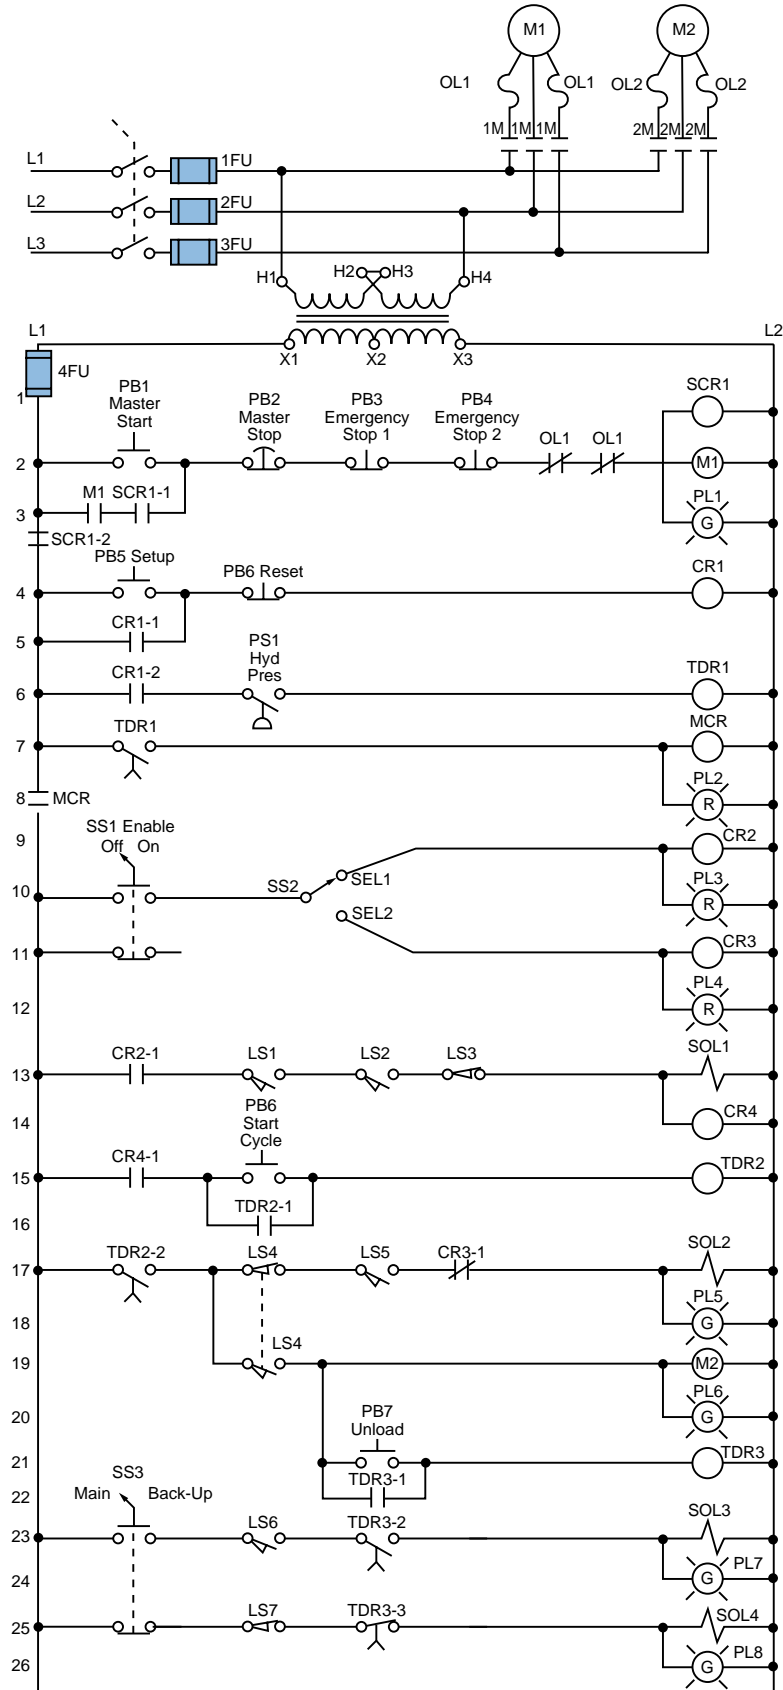 M1 M2
OL1 OL1 OL2 OL2
1M 1M 1M 2M 2M 2M
L1 1FU
L2 2FU
L3 3FU
H1 H2 H3 H4
L1 L2
X1 X2 X3
4FU
1
PB1
Master
Start
PB2
Master
Stop
PB3
Emergency
Stop 1
PB4
Emergency
Stop 2
OL1 OL1
SCR1
2 M1
M1 SCR1-1
PL1
3 G
SCR1-2
PB5 Setup
PB6 Reset
CR1
4
CR1-1
5
CR1-2
PS1
Hyd
Pres
TDR1
6
TDR1
MCR
7
PL2
8 MCR R
SS1 Enable
Off On
9 CR2
PL3
10 SS2 SEL1 R
SEL2
11 CR3
PL4
12 R
CR2-1 LS1 LS2 LS3 SOL1
13
PB6
Start
Cycle
14 CR4
CR4-1
15 TDR2
TDR2-1
16
TDR2-2 LS4 LS5 CR3-1 SOL2
17
PL5
18 G
LS4
19 M2
PL6
20 G
PB7
Unload
21 TDR3
TDR3-1
22
SS3
Main Back-Up
LS6 TDR3-2 SOL3
23
24 G PL7
LS7 TDR3-3 SOL4
25
PL8
26 G